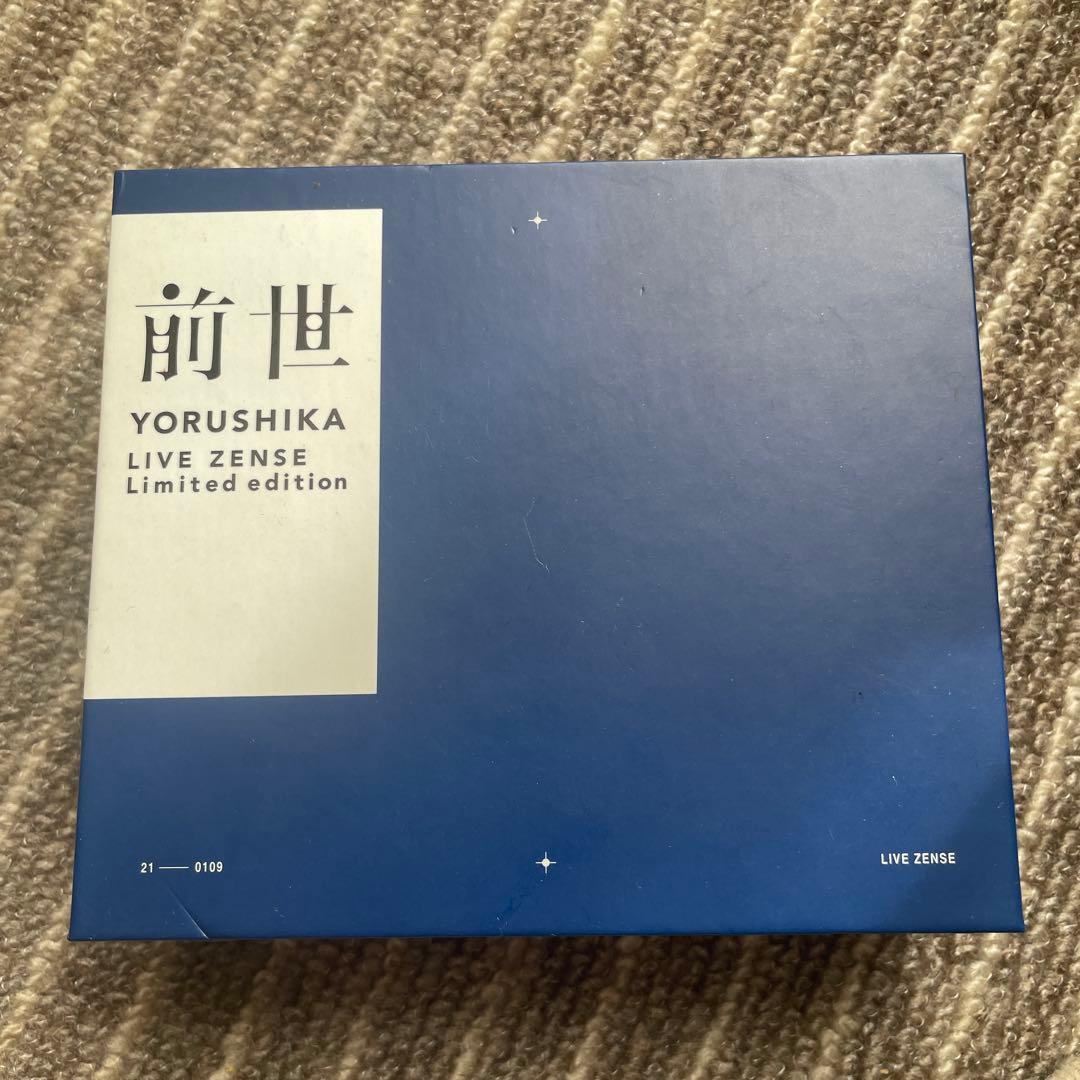 前世
YORUSHIKA
LIVE ZENSE
Limited edition
21 — 0109
LIVE ZENSE